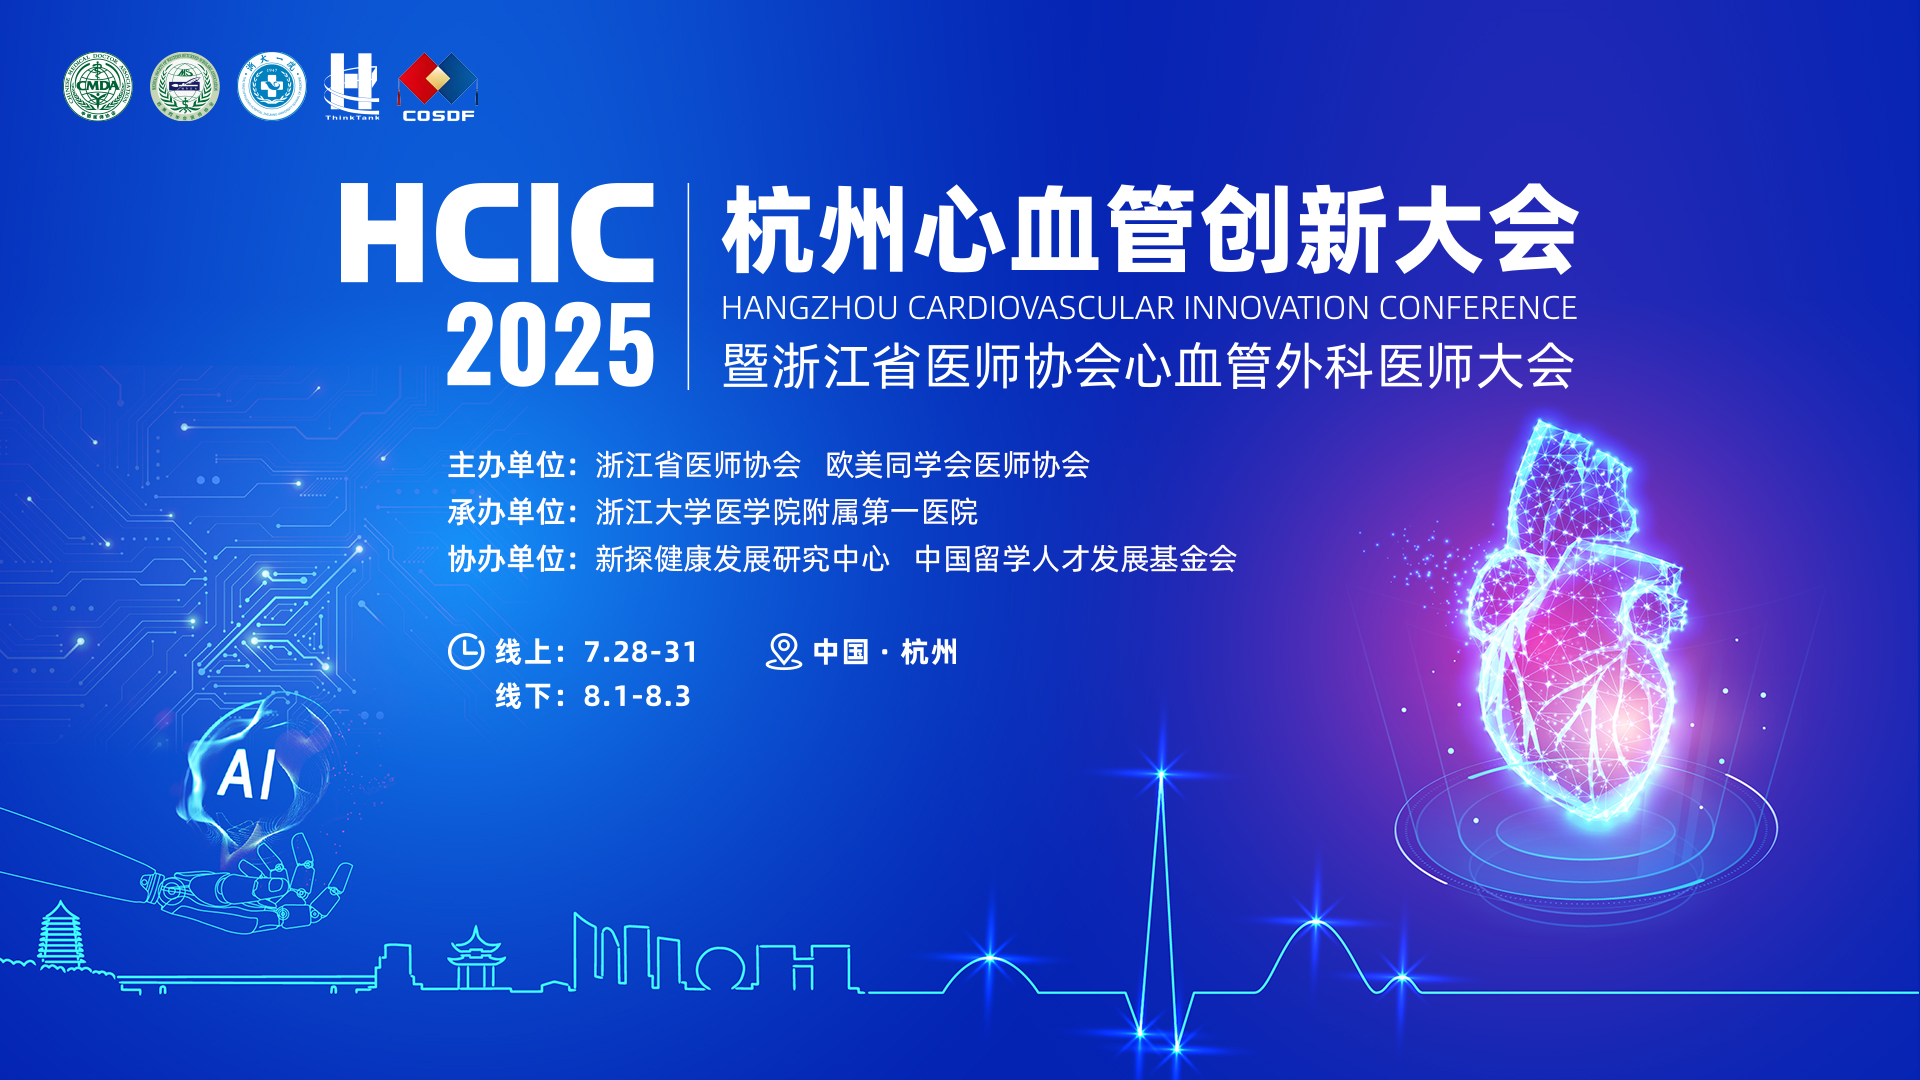 CMDA
浙大一院
1947
H
ThinkTank
COSDF
HCIC
2025
杭州心血管创新大会
HANGZHOU CARDIOVASCULAR INNOVATION CONFERENCE
暨浙江省医师协会心血管外科医师大会
主办单位：浙江省医师协会 欧美同学会医师协会
承办单位：浙江大学医学院附属第一医院
协办单位：新探健康发展研究中心 中国留学人才发展基金会
线上：7.28-31
中国·杭州
线下：8.1-8.3
AI